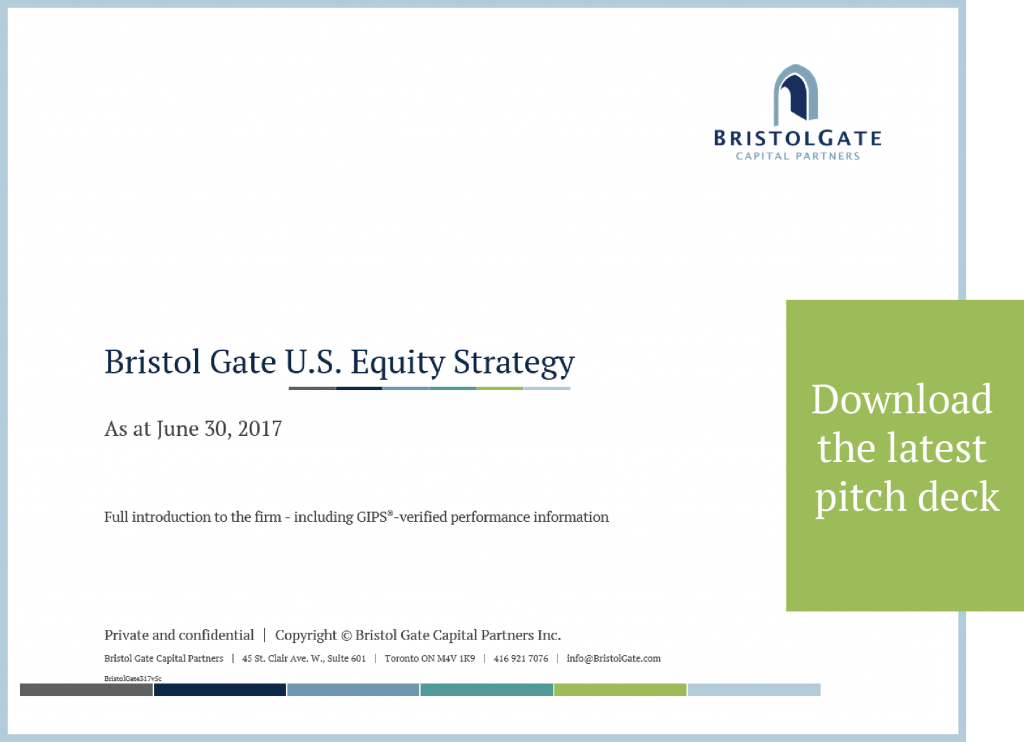 BRISTOLGATE
CAPITAL PARTNERS
Bristol Gate U.S. Equity Strategy
As at June 30, 2017
Full introduction to the firm - including GIPS®-verified performance information
Download
the latest
pitch deck
Private and confidential | Copyright © Bristol Gate Capital Partners Inc.
Bristol Gate Capital Partners | 45 St. Clair Ave. W., Suite 601 | Toronto ON M4V 1K9 | 416 921 7076 | info@BristolGate.com
BristolGate317v5c